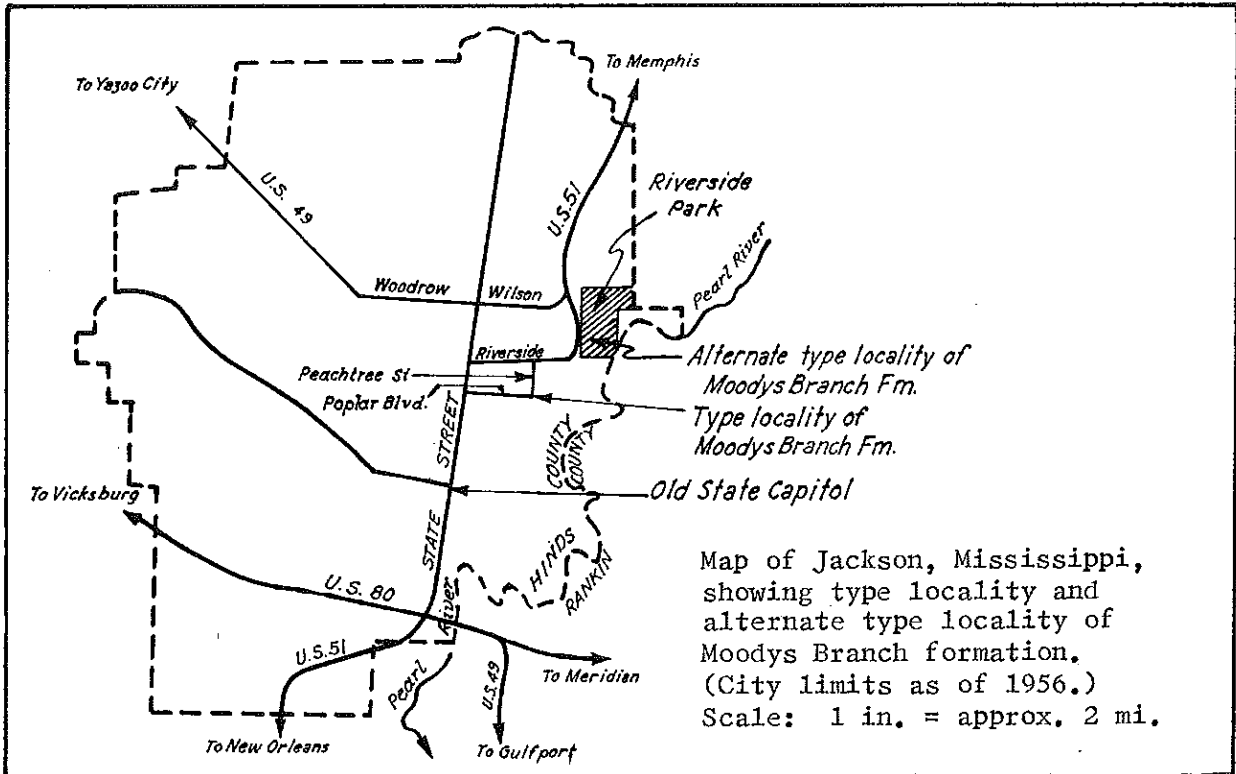 To Memphis
To Yazoo City
U.S. 49
U.S.51
Riverside
Park
Pearl River
Woodrow Wilson
Riverside
Alternate type locality of
Moodys Branch Fm.
Peachtree St
Poplar Blvd.
Type locality of
Moodys Branch Fm.
STATE STREET
COUNTY
COUNTY
Old State Capitol
To Vicksburg
HINDS
RANKIN
U.S. 80
Pearl River
U.S.51
U.S.49
To Meridian
To New Orleans
To Gulfport
Map of Jackson, Mississippi,
showing type locality and
alternate type locality of
Moodys Branch formation.
(City limits as of 1956.)
Scale: 1 in. = approx. 2 mi.